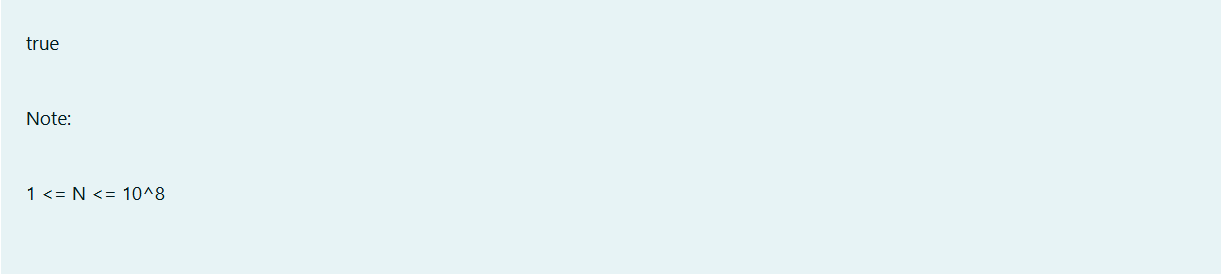 true
Note:
1 <= N <= 10^8